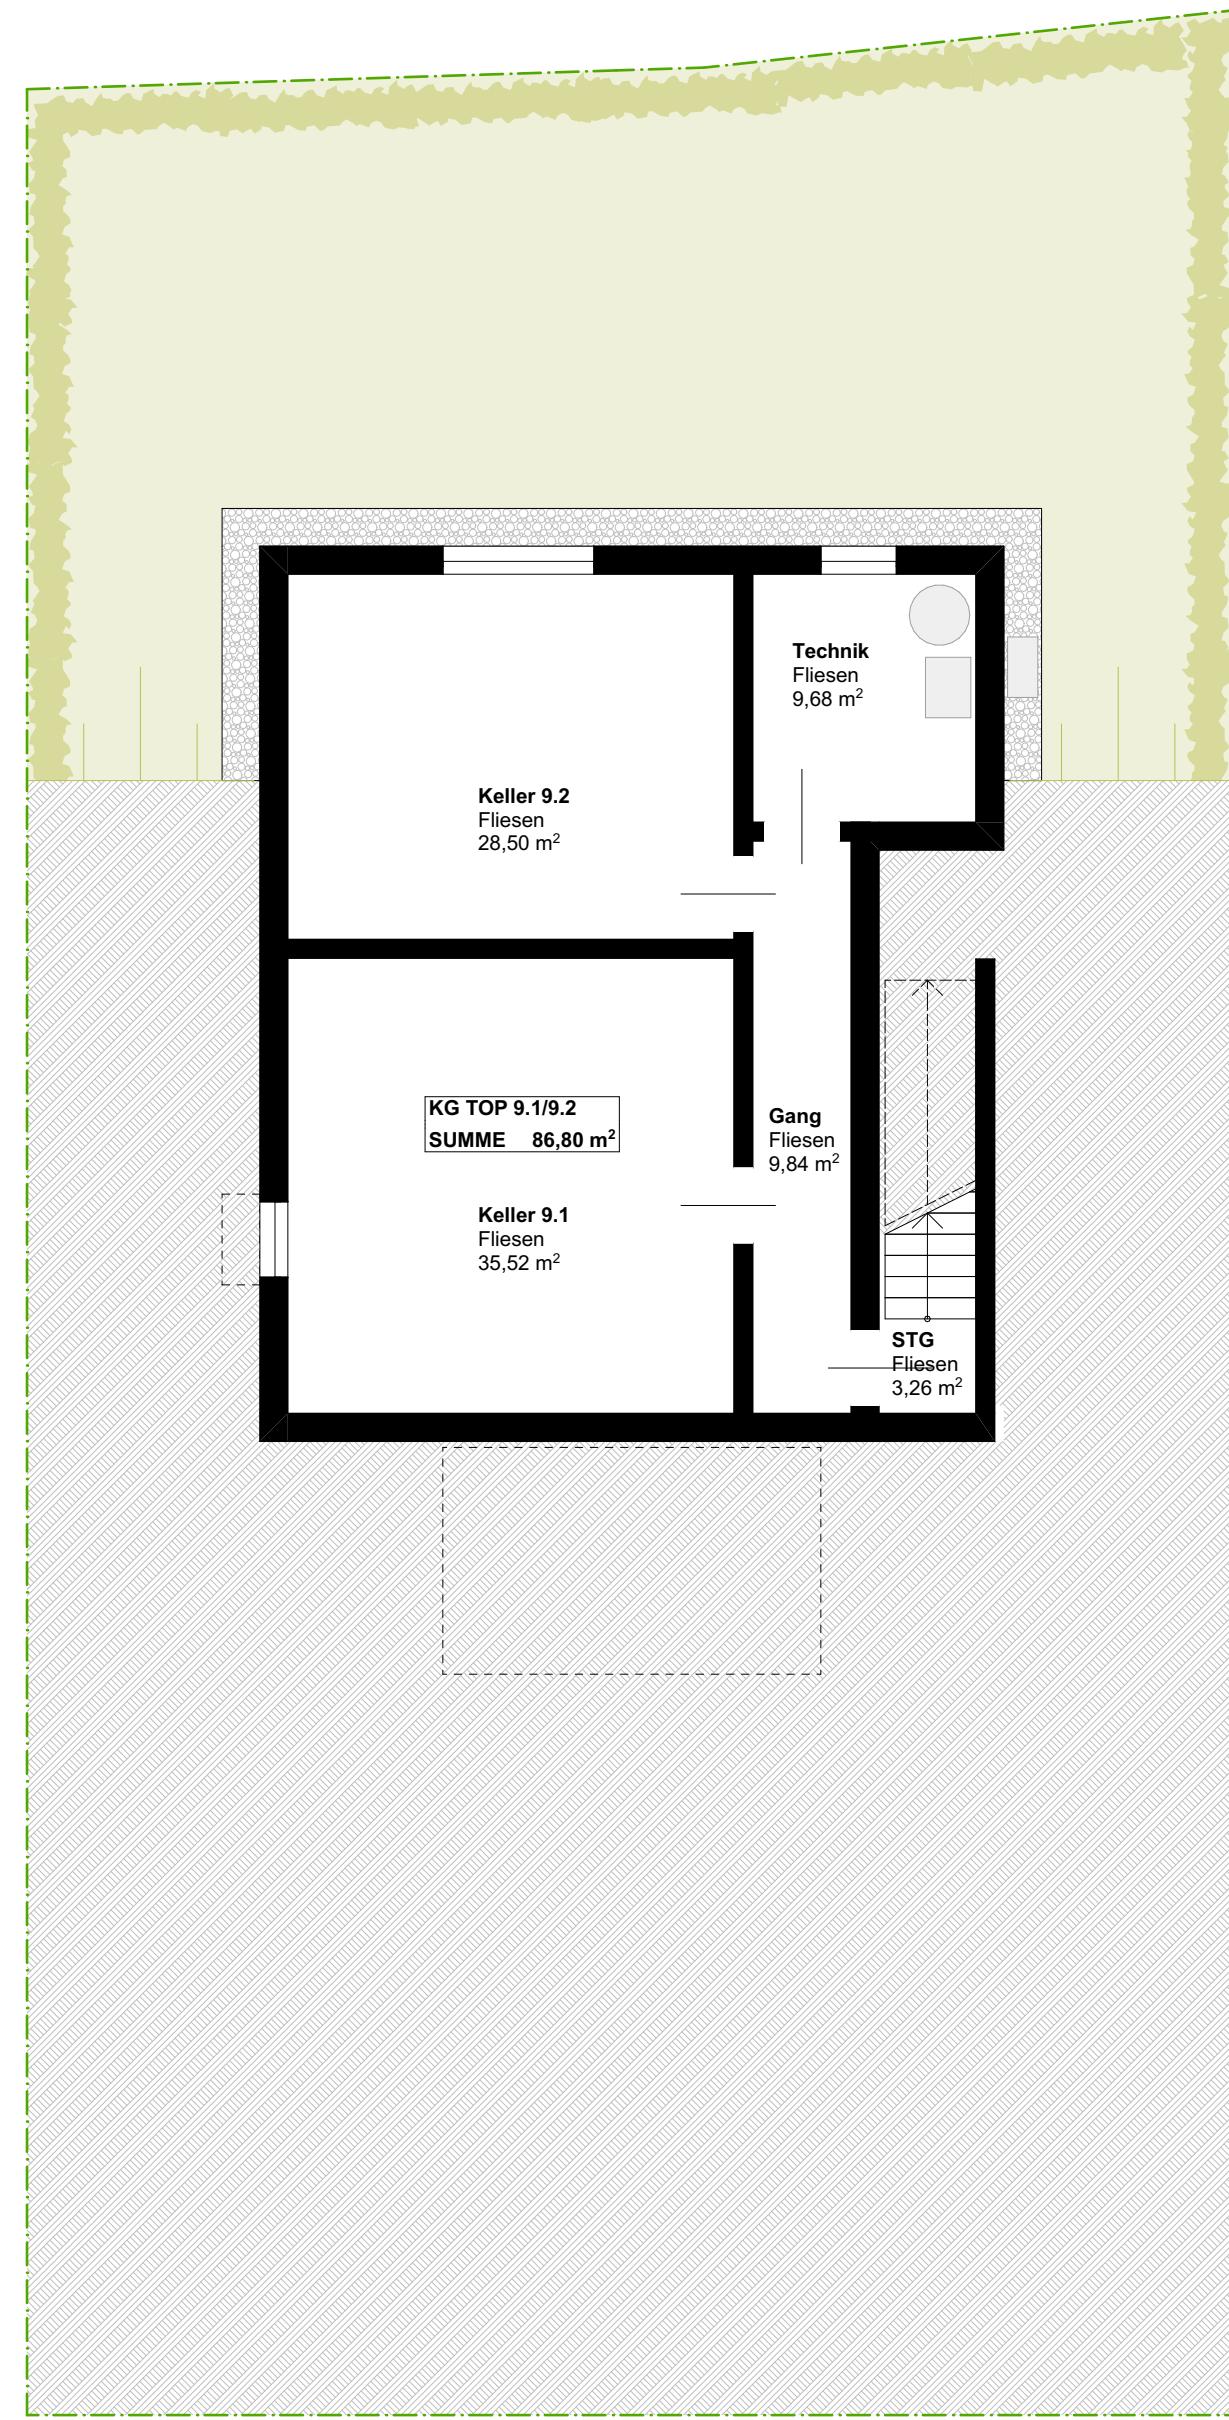 Technik
Fliesen
9,68 m²
Keller 9.2
Fliesen
28,50 m²
KG TOP 9.1/9.2
SUMME 86,80 m²
Gang
Fliesen
9,84 m²
Keller 9.1
Fliesen
35,52 m²
STG
Fliesen
3,26 m²